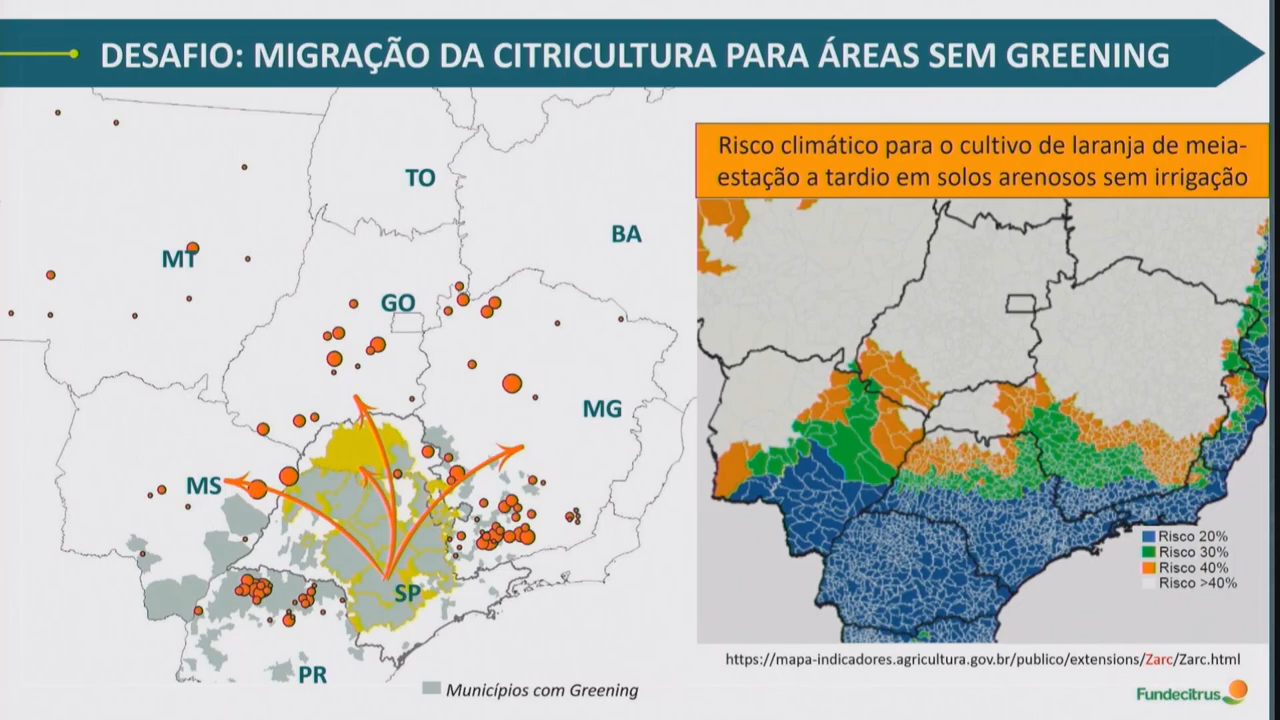 DESAFIO: MIGRAÇÃO DA CITRICULTURA PARA ÁREAS SEM GREENING
TO
BA
MT
GO
MG
MS
SP
PR
Municípios com Greening
Risco climático para o cultivo de laranja de meia-
estação a tardio em solos arenosos sem irrigação
Risco 20%
Risco 30%
Risco 40%
Risco >40%
https://mapa-indicadores.agricultura.gov.br/publico/extensions/Zarc/Zarc.html
Fundecitrus